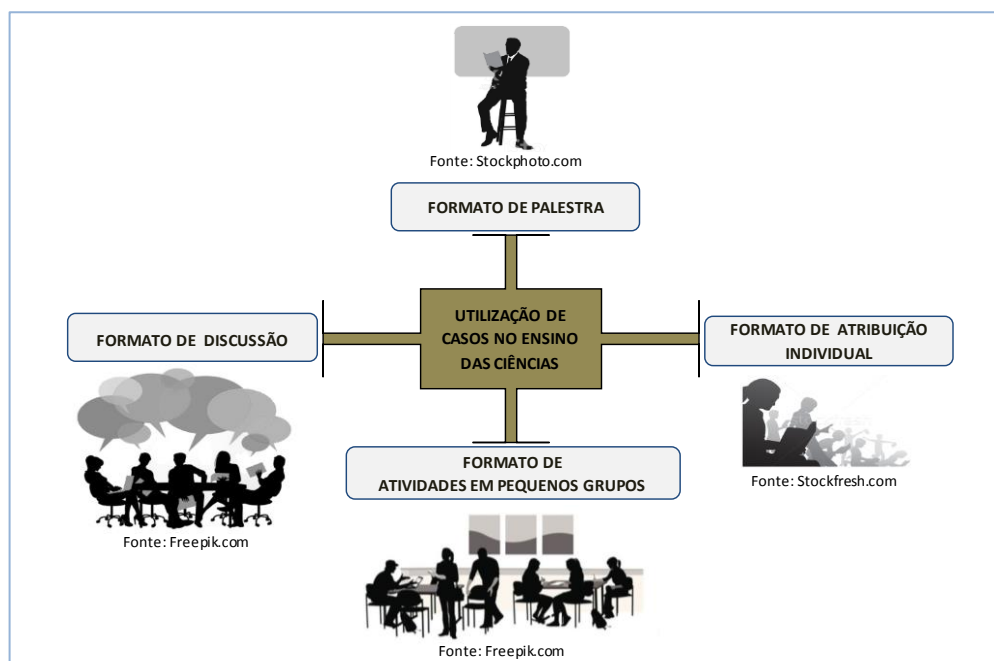 Fonte: Stockphoto.com
FORMATO DE PALESTRA
UTILIZAÇÃO DE
CASOS NO ENSINO
DAS CIÊNCIAS
FORMATO DE DISCUSSÃO
Fonte: Freepik.com
FORMATO DE ATRIBUIÇÃO
INDIVIDUAL
Fonte: Stockfresh.com
FORMATO DE
ATIVIDADES EM PEQUENOS GRUPOS
Fonte: Freepik.com